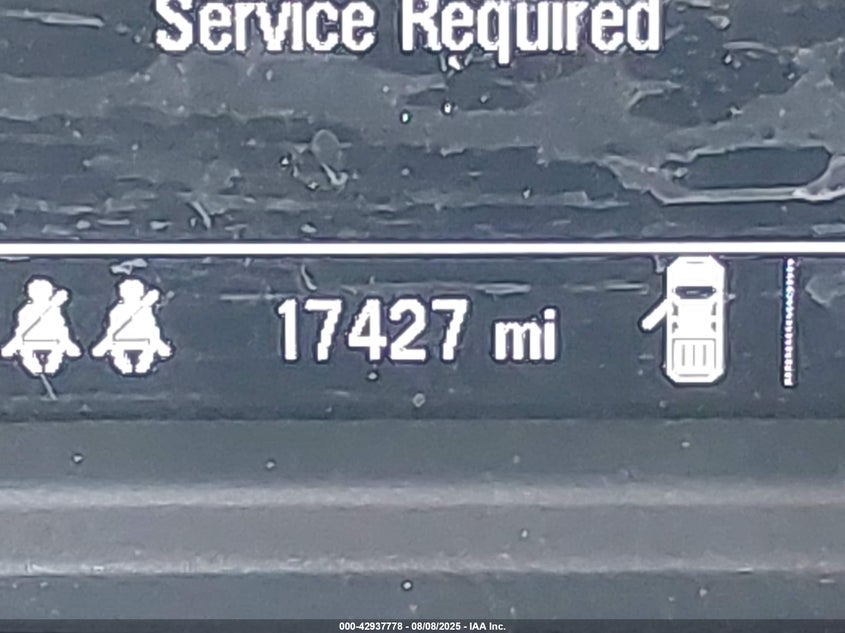 Service Required
17427 mi
000-42937778 - 08/08/2025 - IAA Inc.